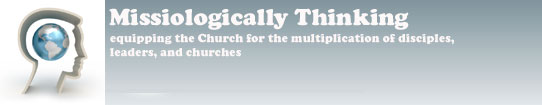 Missiologically Thinking
equipping the Church for the multiplication of disciples,
leaders, and churches